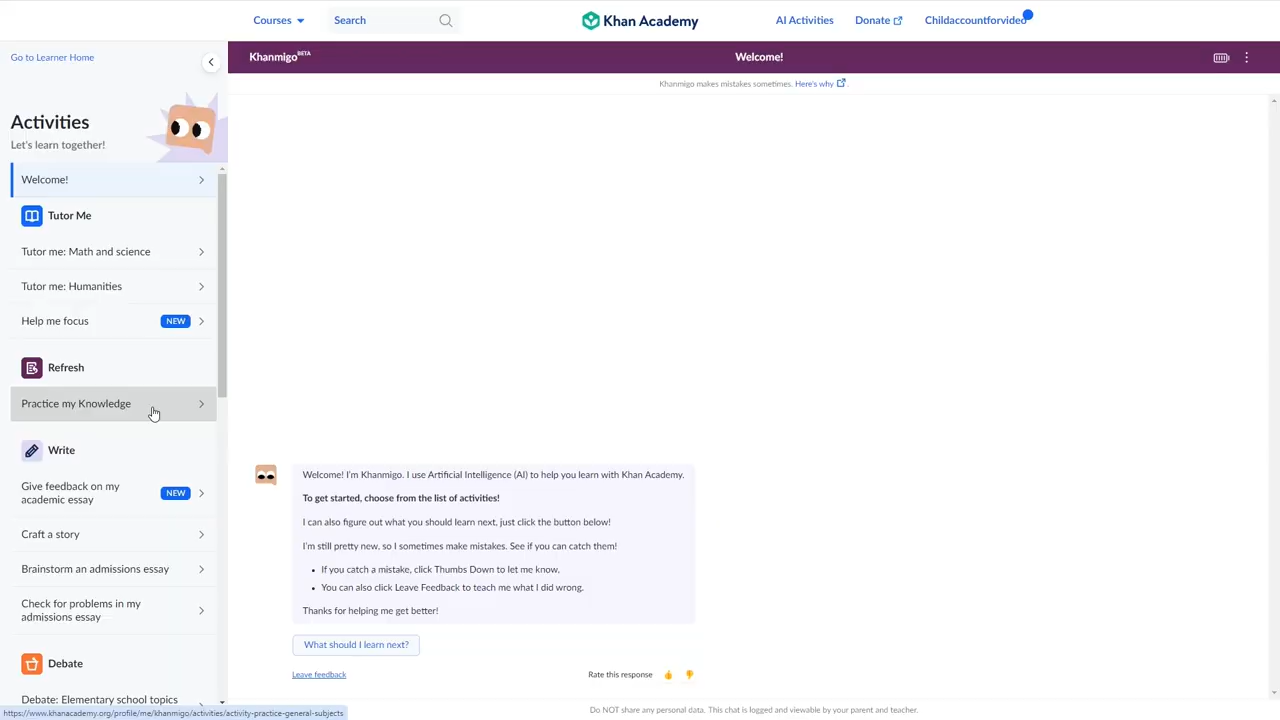 Courses
Search
Khan Academy
AI Activities
Donate
Childaccountforvideo
Go to Learner Home
Khanmigo BETA
Welcome!
Khanmigo makes mistakes sometimes. Here's why
Activities
Let's learn together!
Welcome!
Tutor Me
Tutor me: Math and science
Tutor me: Humanities
Help me focus
NEW
Refresh
Practice my Knowledge
Write
Give feedback on my
academic essay
NEW
Craft a story
Brainstorm an admissions essay
Check for problems in my
admissions essay
Debate
Debate: Elementary school topics
Welcome! I'm Khanmigo. I use Artificial Intelligence (AI) to help you learn with Khan Academy.
To get started, choose from the list of activities!
I can also figure out what you should learn next, just click the button below!
I'm still pretty new, so I sometimes make mistakes. See if you can catch them!
• If you catch a mistake, click Thumbs Down to let me know.
• You can also click Leave Feedback to teach me what I did wrong.
Thanks for helping me get better!
What should I learn next?
Leave feedback
Rate this response
Do NOT share any personal data. This chat is logged and viewable by your parent and teacher.
https://www.khanacademy.org/profile/me/khanmigo/activities/activity-practice-general-subjects